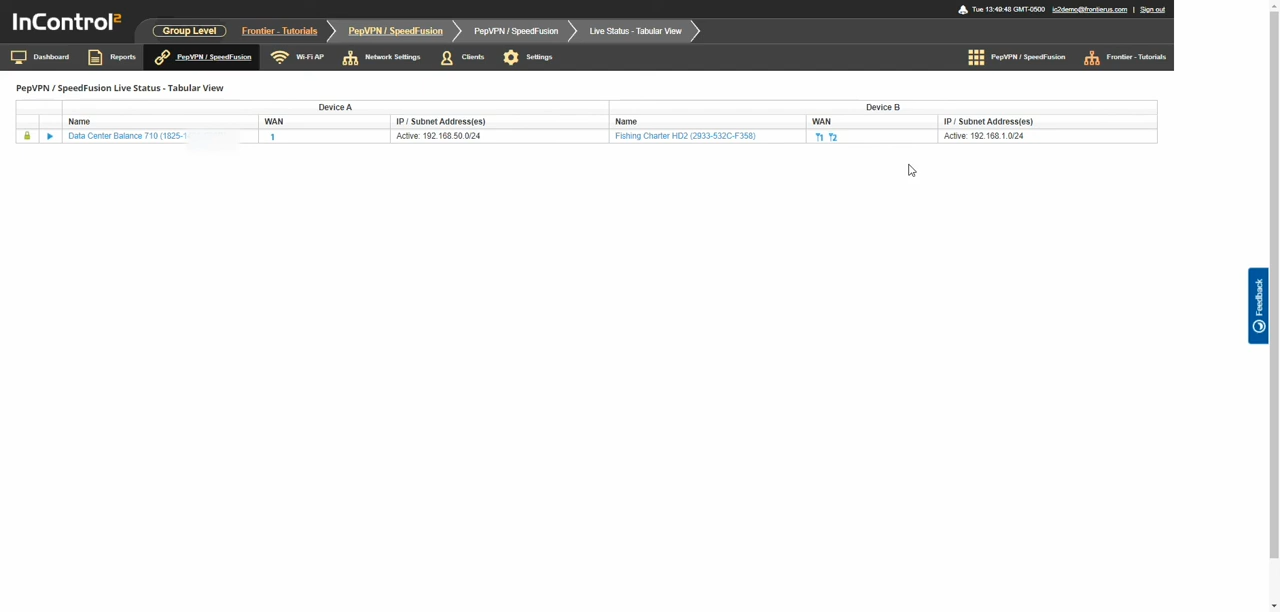 InControl2
Tue 13:49:48 GMT-0500 ic2demo@frontierus.com | Sign out
Group Level Frontier - Tutorials PepVPN / SpeedFusion PepVPN / SpeedFusion Live Status - Tabular View
Dashboard Reports PepVPN / SpeedFusion Wi-Fi AP Network Settings Clients Settings PepVPN / SpeedFusion Frontier - Tutorials
PepVPN / SpeedFusion Live Status - Tabular View
Device A Device B
Name WAN IP / Subnet Address(es) Name WAN IP / Subnet Address(es)
Data Center Balance 710 (1825-1 1 Active: 192.168.50.0/24 Fishing Charter HD2 (2933-532C-F358) 1 2 Active: 192.168.1.0/24
Feedback